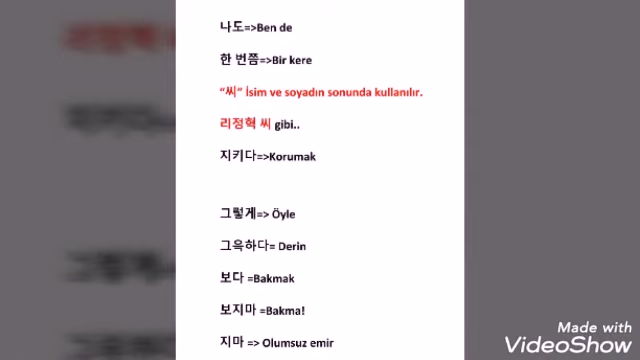 나도=>Ben de
한 번쯤=>Bir kere
"씨" İsim ve soyadın sonunda kullanılır.
리정혁 씨 gibi..
지키다=>Korumak
그렇게=> Öyle
그윽하다= Derin
보다 =Bakmak
보지마 =Bakma!
지마 => Olumsuz emir
Made with
VideoShow